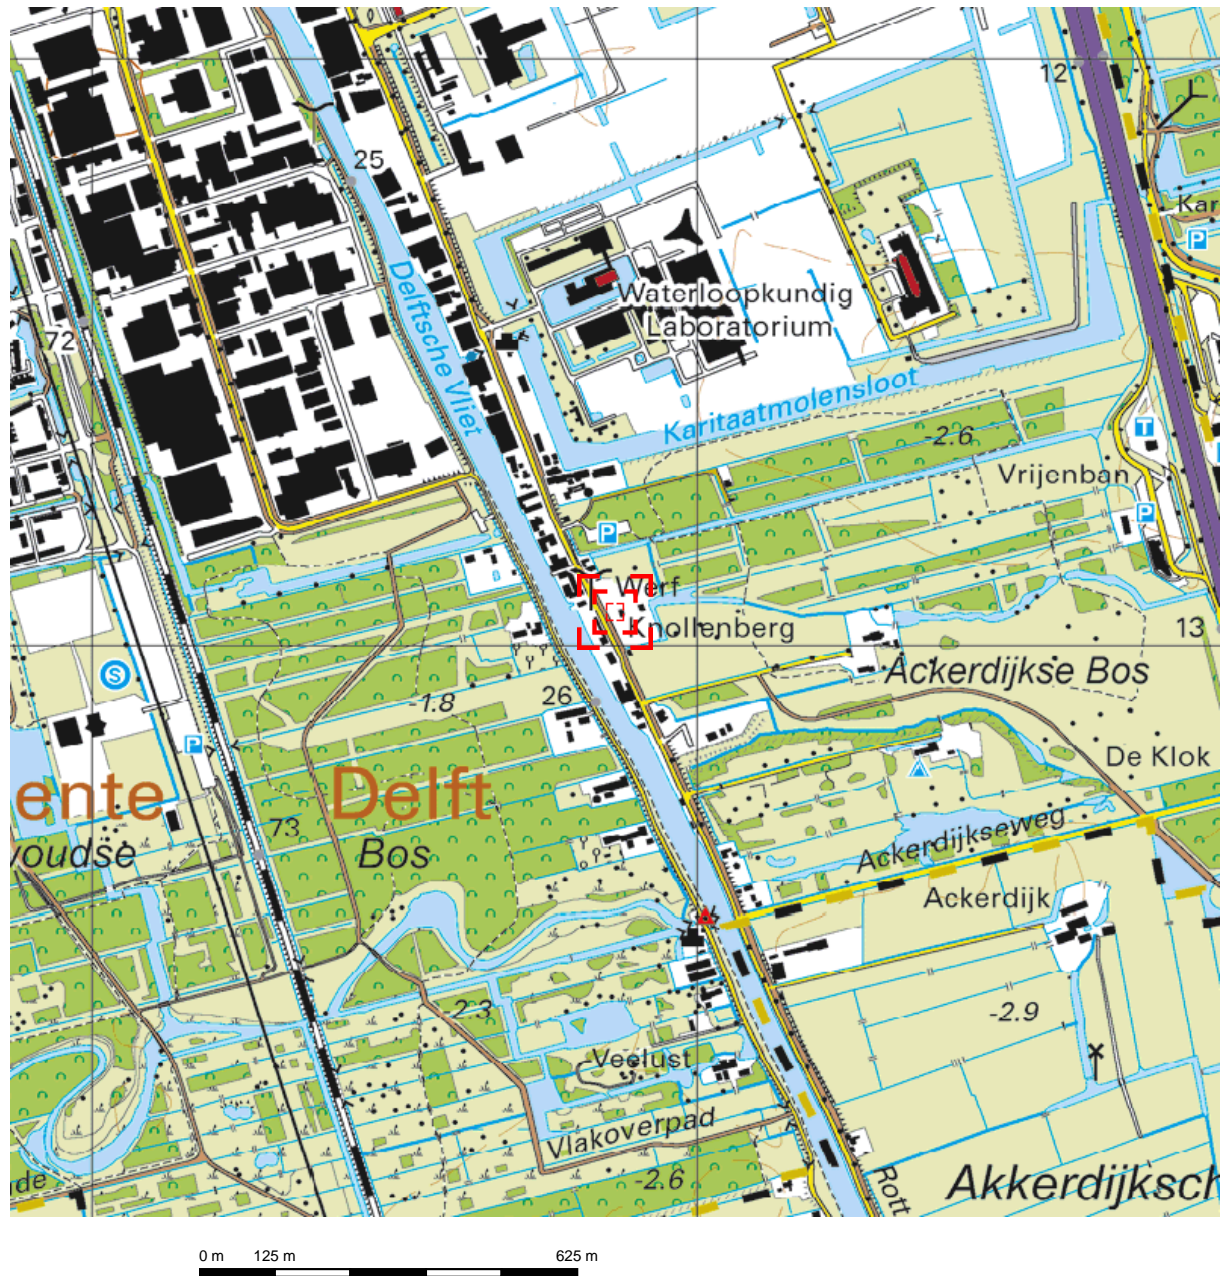 12
25
Kar
P
Delftsche Vliet
Waterloopkundig
Laboratorium
72
Karitaatmolensloot
-2.6
T
Vrijenban
P
P
Werf
Knollenberg
13
S
Ackerdijkse Bos
-1.8
26
P
De Klok
ente
Delft
73
voudse
Bos
Ackerdijkseweg
Ackerdijk
-2.3
-2.9
Veelust
Vlakoverpad
-2.6
de
Rott
Akkerdijksch
0 m 125 m 625 m